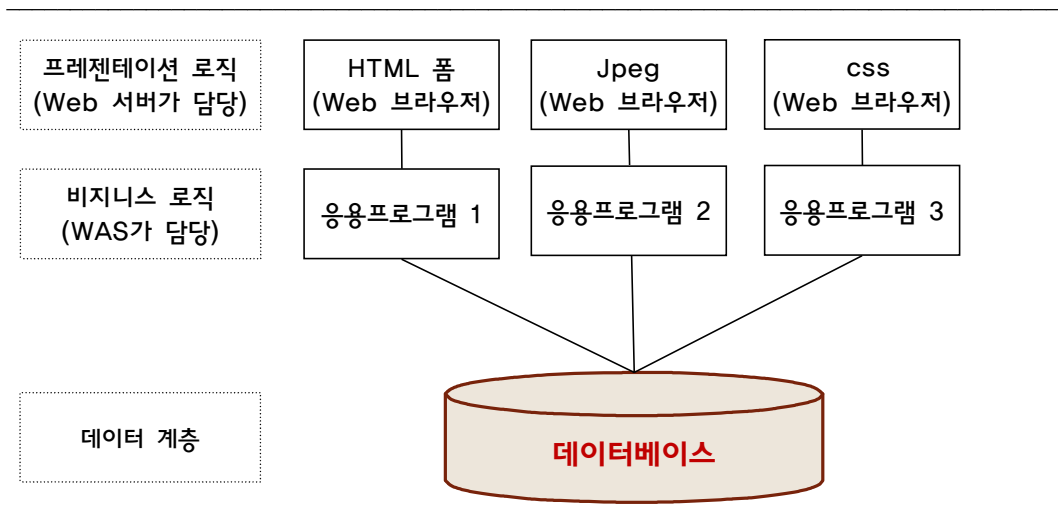 프레젠테이션 로직
(Web 서버가 담당)
HTML 폼
(Web 브라우저)
Jpeg
(Web 브라우저)
css
(Web 브라우저)
비지니스 로직
(WAS가 담당)
응용프로그램 1
응용프로그램 2
응용프로그램 3
데이터 계층
데이터베이스